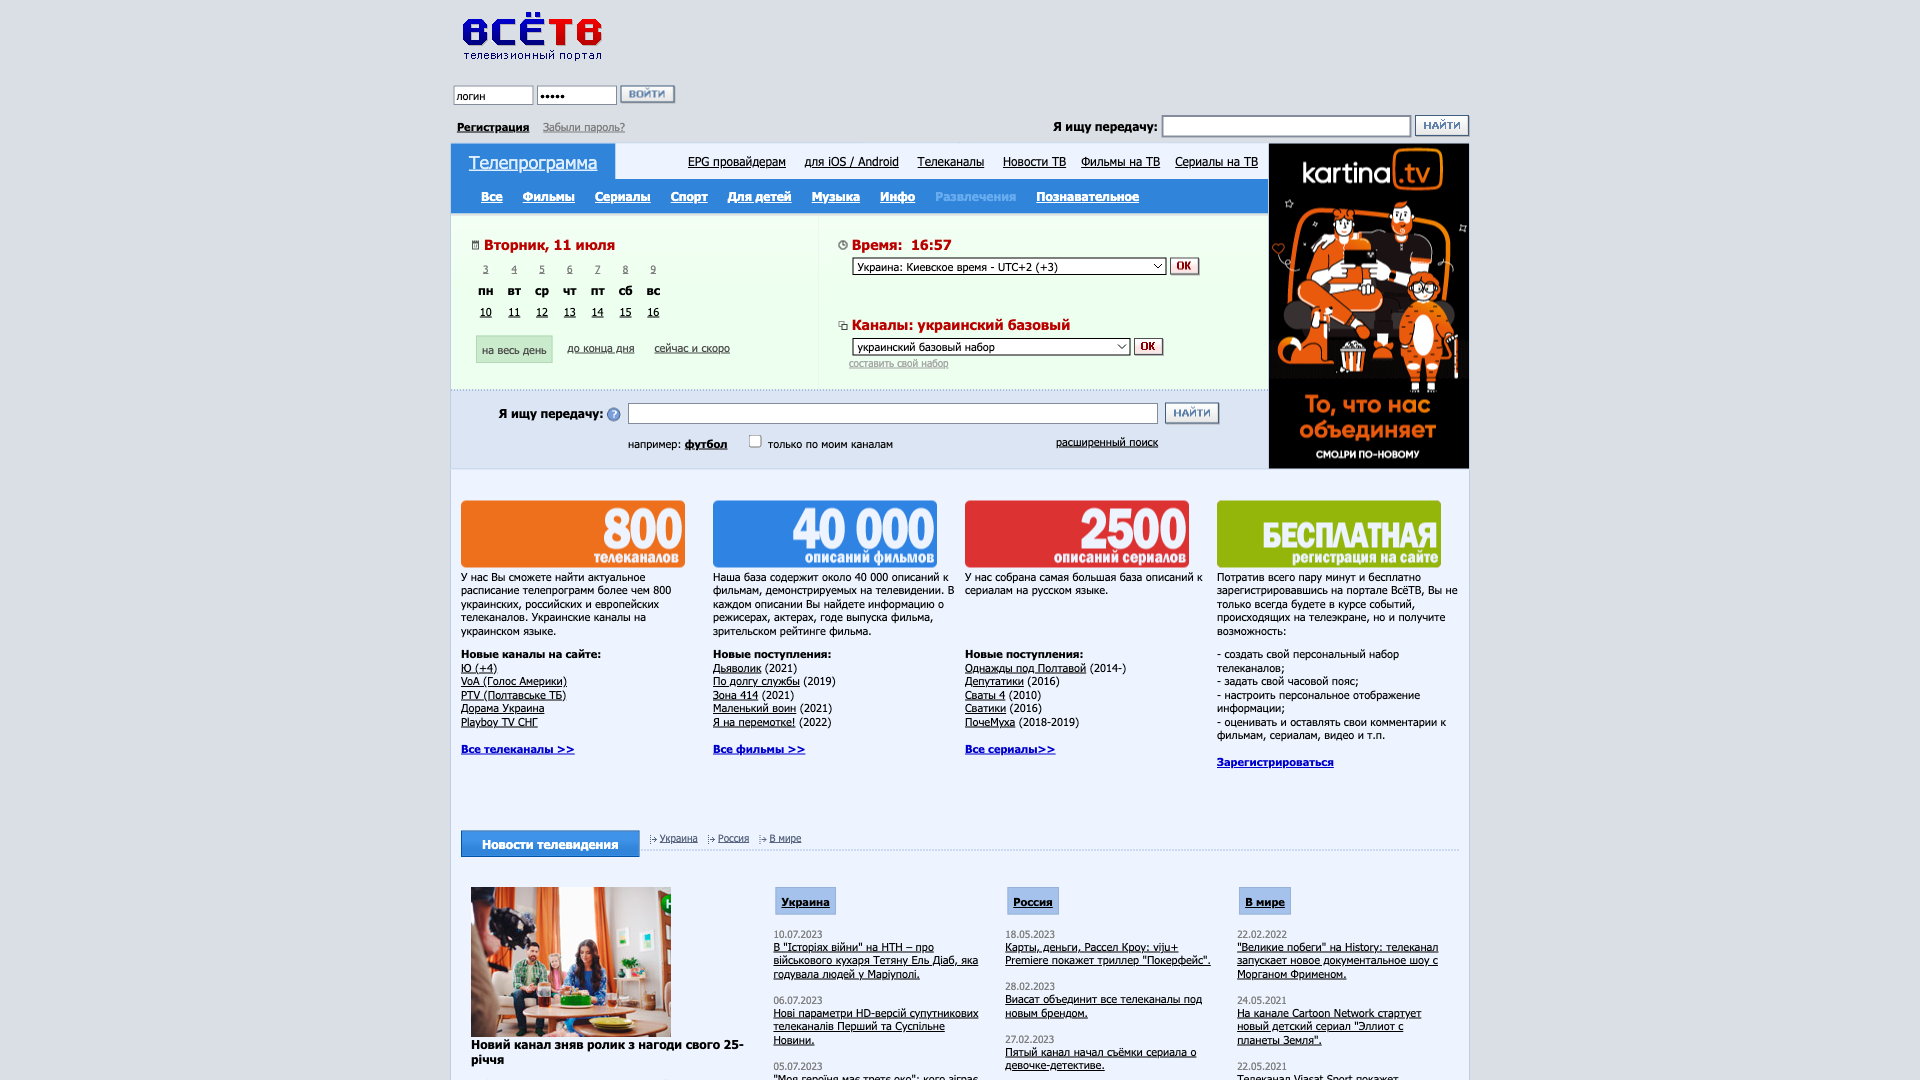 ВСЁТВ
телевизионный портал
логин ••••• ВОЙТИ
Регистрация Забыли пароль?
Я ищу передачу: НАЙТИ
Телепрограмма
EPG провайдерам для iOS / Android Телеканалы Новости ТВ Фильмы на ТВ Сериалы на ТВ
Все Фильмы Сериалы Спорт Для детей Музыка Инфо Развлечения Познавательное
Вторник, 11 июля
3 4 5 6 7 8 9
пн вт ср чт пт сб вс
10 11 12 13 14 15 16
на весь день до конца дня сейчас и скоро
Время: 16:57
Украина: Киевское время - UTC+2 (+3) OK
Каналы: украинский базовый
украинский базовый набор OK
составить свой набор
kartina.tv
То, что нас
объединяет
СМОТРИ ПО-НОВОМУ
Я ищу передачу: ? НАЙТИ
например: футбол только по моим каналам расширенный поиск
800
телеканалов
У нас Вы сможете найти актуальное
расписание телепрограмм более чем 800
украинских, российских и европейских
телеканалов. Украинские каналы на
украинском языке.
Новые каналы на сайте:
Ю (+4)
VoA (Голос Америки)
PTV (Полтавське ТБ)
Дорама Украина
Playboy TV СНГ
Все телеканалы >>
40 000
описаний фильмов
Наша база содержит около 40 000 описаний к
фильмам, демонстрируемых на телевидении. В
каждом описании Вы найдете информацию о
режисерах, актерах, годе выпуска фильма,
зрительском рейтинге фильма.
Новые поступления:
Дьяволик (2021)
По долгу службы (2019)
Зона 414 (2021)
Маленький воин (2021)
Я на перемотке! (2022)
Все фильмы >>
2500
описаний сериалов
У нас собрана самая большая база описаний к
сериалам на русском языке.
Новые поступления:
Однажды под Полтавой (2014-)
Депутатики (2016)
Сваты 4 (2010)
Сватики (2016)
ПочеМуха (2018-2019)
Все сериалы>>
БЕСПЛАТНАЯ
регистрация на сайте
Потратив всего пару минут и бесплатно
зарегистрировавшись на портале ВсёТВ, Вы не
только всегда будете в курсе событий,
происходящих на телеэкране, но и получите
возможность:
- создать свой персональный набор
телеканалов;
- задать свой часовой пояс;
- настроить персональное отображение
информации;
- оценивать и оставлять свои комментарии к
фильмам, сериалам, видео и т.п.
Зарегистрироваться
Новости телевидения Украина Россия В мире
Новий канал зняв ролик з нагоди свого 25-
річчя
Украина
10.07.2023
В "Історіях війни" на НТН – про
військового кухаря Тетяну Ель Діаб, яка
годувала людей у Маріуполі.
06.07.2023
Нові параметри HD-версій супутникових
телеканалів Перший та Суспільне
Новини.
05.07.2023
"Моя героїня має третє око": кого зіграє
Россия
18.05.2023
Карты, деньги, Рассел Кроу: viju+
Premiere покажет триллер "Покерфейс".
28.02.2023
Виасат объединит все телеканалы под
новым брендом.
27.02.2023
Пятый канал начал съёмки сериала о
девочке-детективе.
В мире
22.02.2022
"Великие побеги" на History: телеканал
запускает новое документальное шоу с
Морганом Фрименом.
24.05.2021
На канале Cartoon Network стартует
новый детский сериал "Эллиот с
планеты Земля".
22.05.2021
Телеканал Viasat Sport покажет